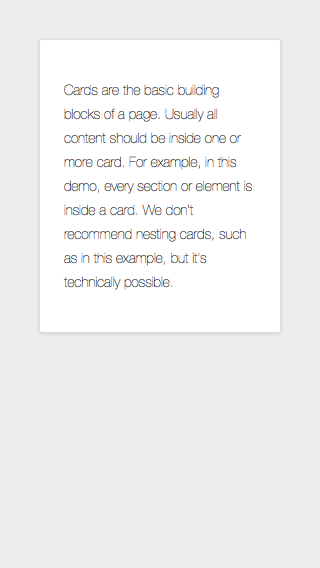 Cards are the basic building
blocks of a page. Usually all
content should be inside one or
more card. For example, in this
demo, every section or element is
inside a card. We don't
recommend nesting cards, such
as in this example, but it's
technically possible.